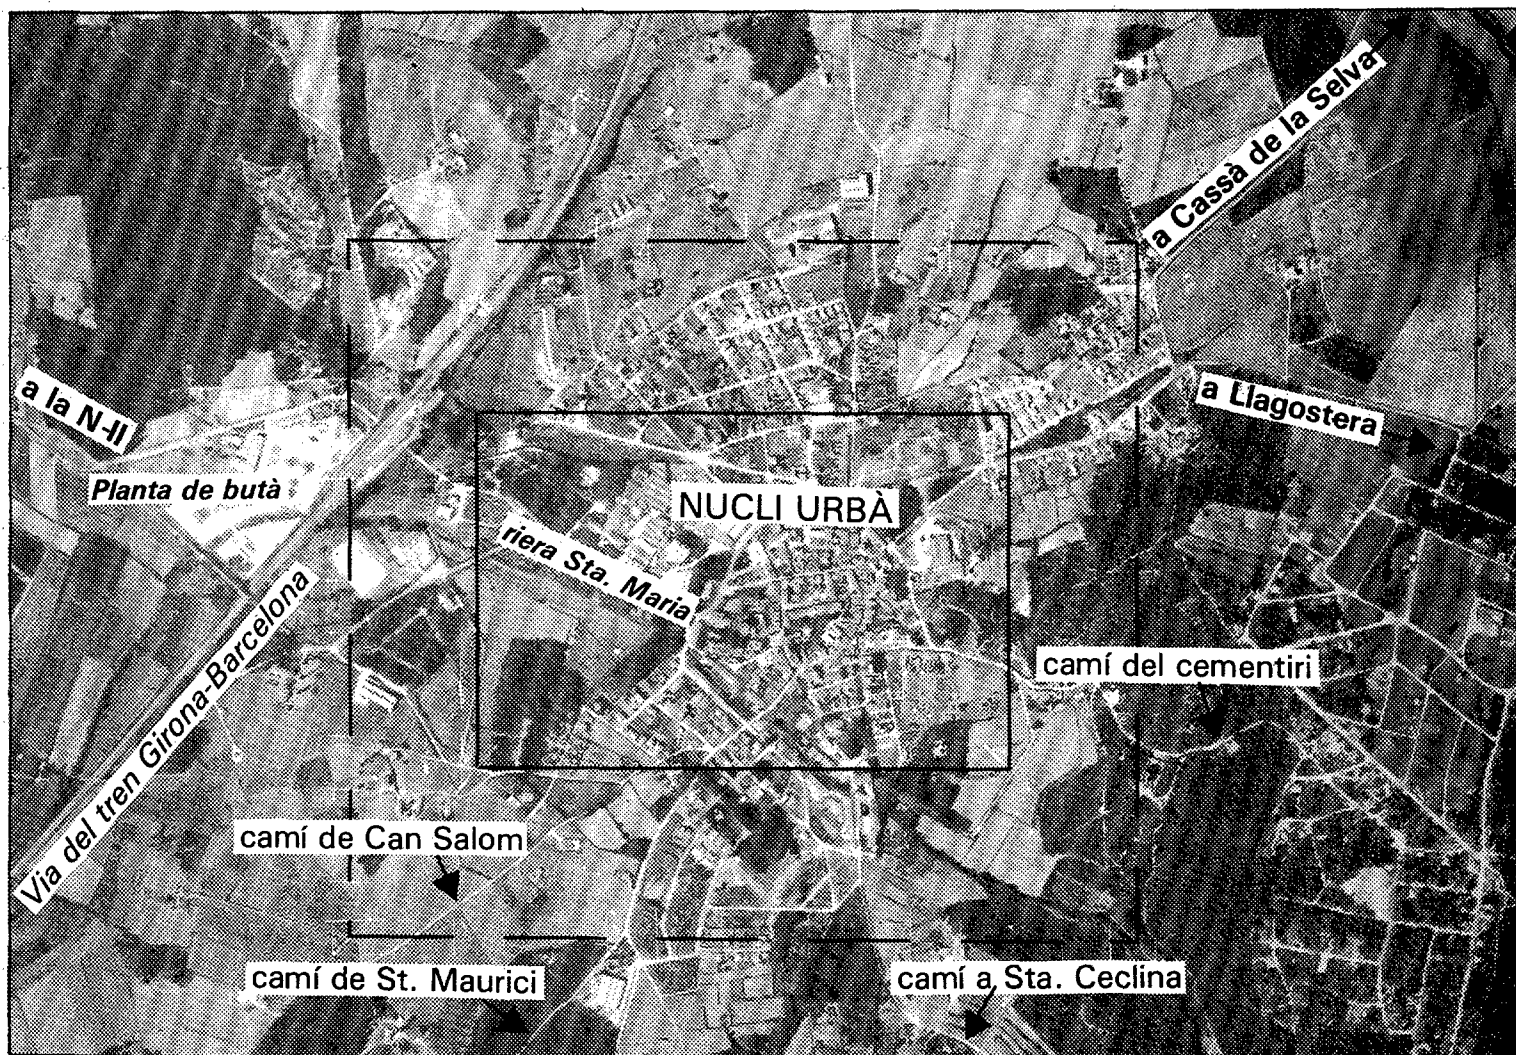 a Cassà de la Selva
a la N-II
a Llagostera
Planta de butà
NUCLI URBÀ
riera Sta. Maria
Via del tren Girona-Barcelona
camí del cementiri
camí de Can Salom
camí de St. Maurici
camí a Sta. Ceclina